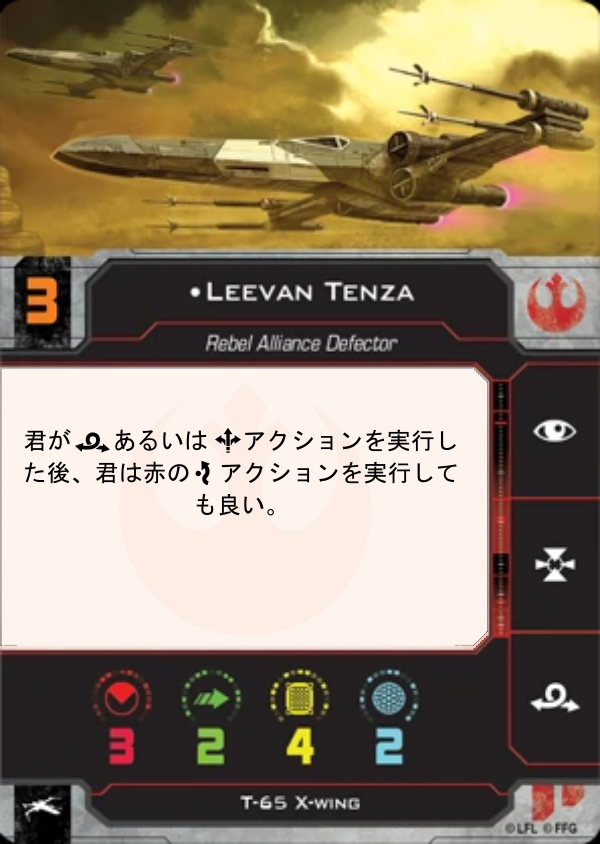 3
•Leevan Tenza
Rebel Alliance Defector
君があるいはアクションを実行し
た後、君は赤のアクションを実行して
も良い。
3 2 4 2
T-65 X-wing
©LFL ©FFG